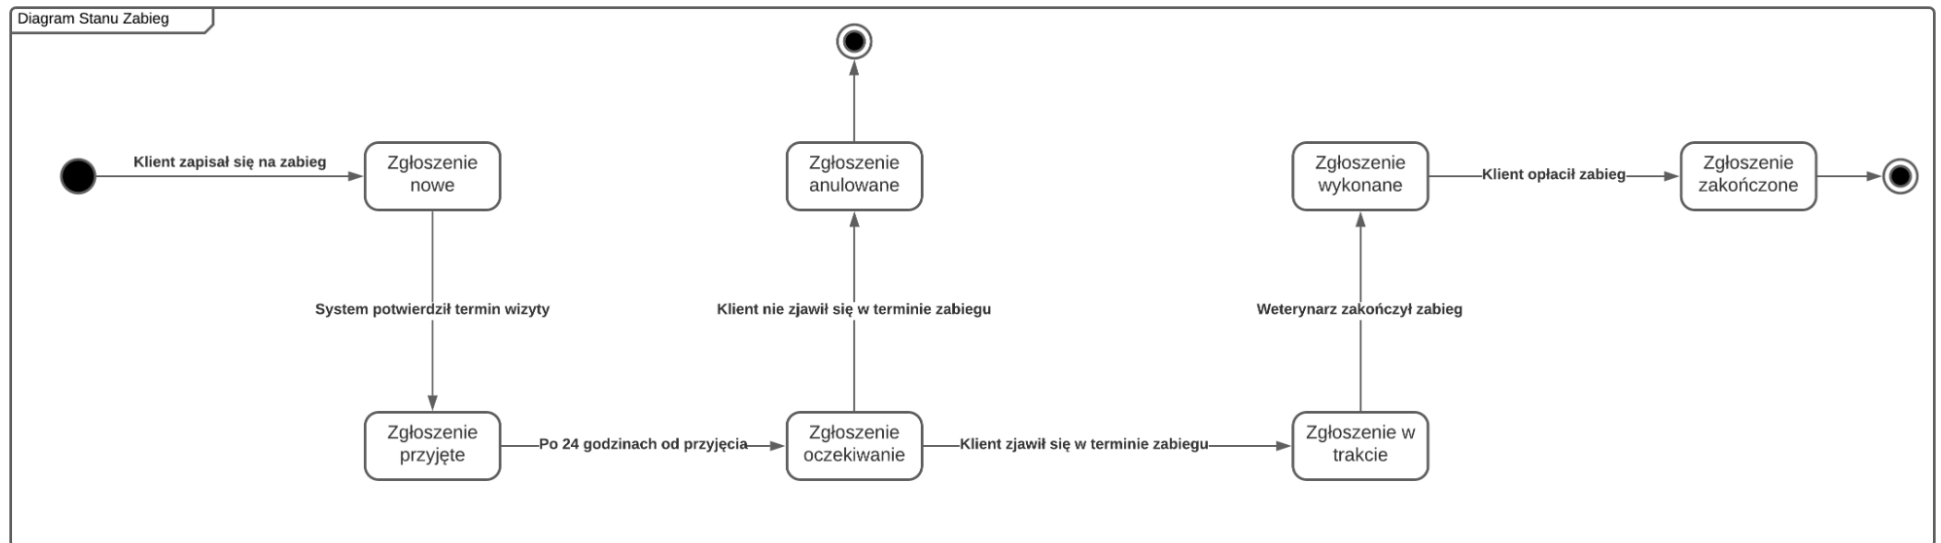 Diagram Stanu Zabieg
Klient zapisał się na zabieg
Zgłoszenie
nowe
Zgłoszenie
anulowane
Zgłoszenie
wykonane
Klient opłacił zabieg
Zgłoszenie
zakończone
System potwierdził termin wizyty
Klient nie zjawił się w terminie zabiegu
Weterynarz zakończył zabieg
Zgłoszenie
przyjęte
Po 24 godzinach od przyjęcia
Zgłoszenie
oczekiwanie
Klient zjawił się w terminie zabiegu
Zgłoszenie w
trakcie